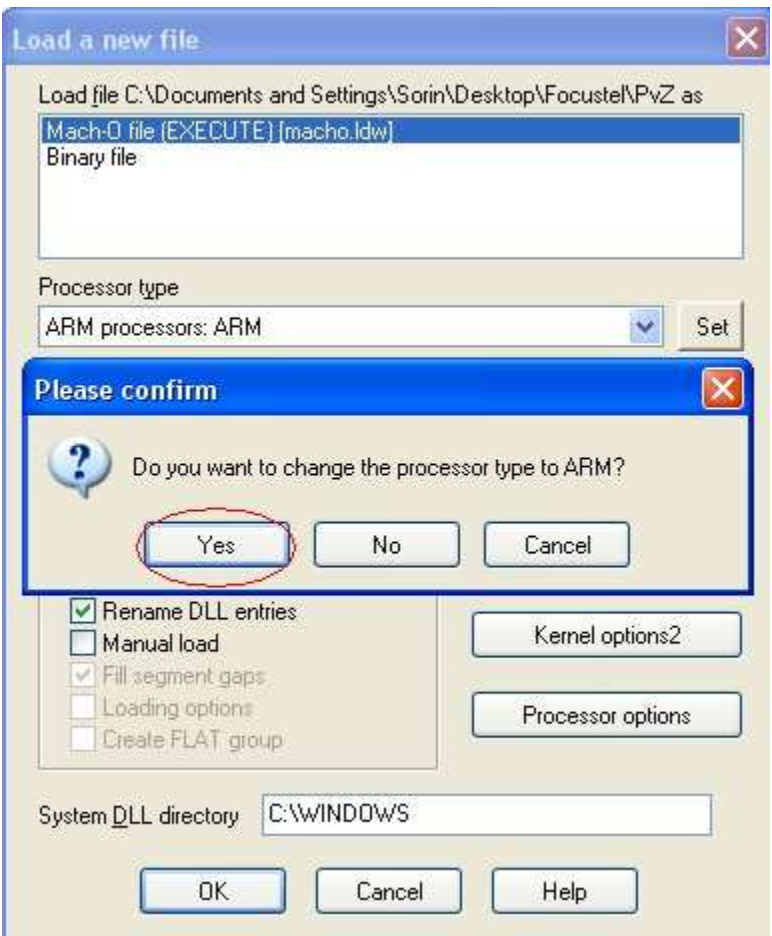 Load a new file
Load file C:\Documents and Settings\Sorin\Desktop\Focustel\PvZ as
Mach-O file (EXECUTE) [macho.ldw]
Binary file
Processor type
ARM processors: ARM
Set
Please confirm
Do you want to change the processor type to ARM?
Yes
No
Cancel
Rename DLL entries
Manual load
Fill segment gaps
Loading options
Create FLAT group
Kernel options2
Processor options
System DLL directory
C:\WINDOWS
OK
Cancel
Help